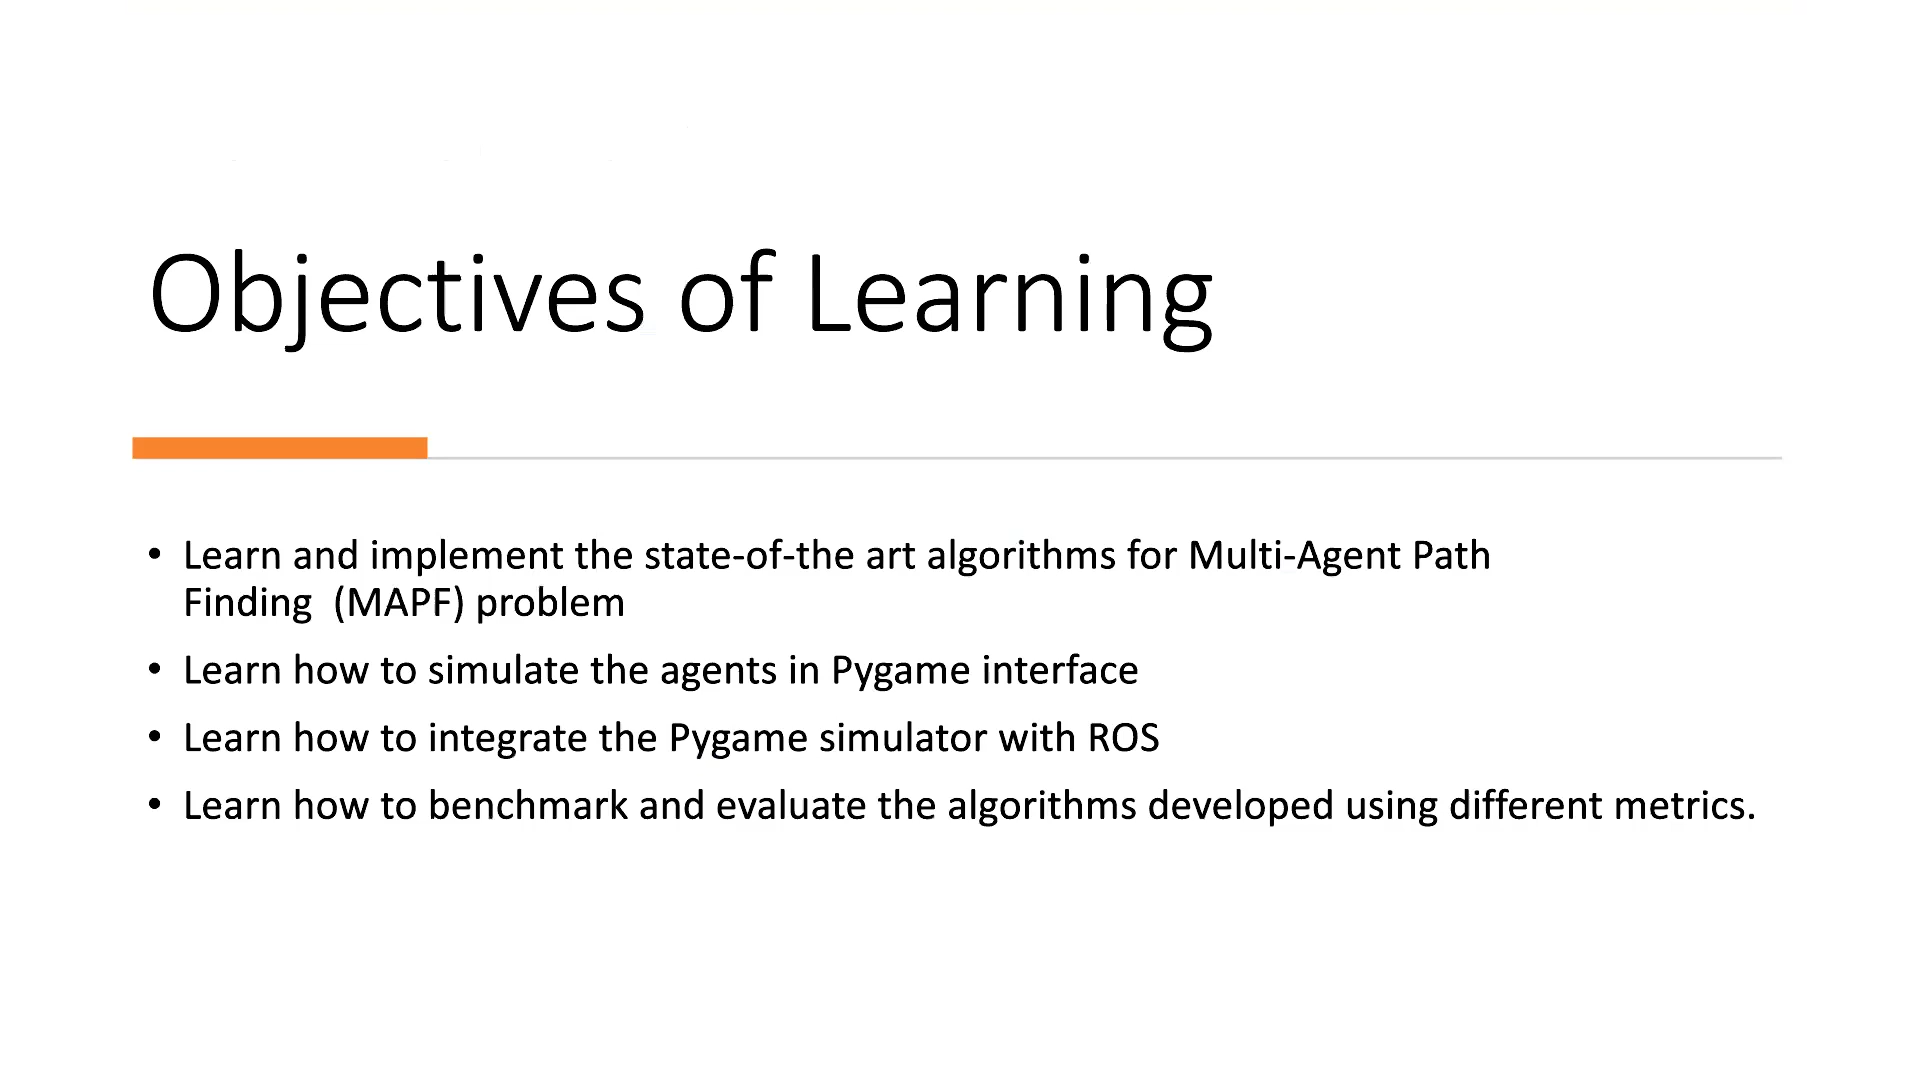 Objectives of Learning
• Learn and implement the state-of-the art algorithms for Multi-Agent Path
Finding  (MAPF) problem
• Learn how to simulate the agents in Pygame interface
• Learn how to integrate the Pygame simulator with ROS
• Learn how to benchmark and evaluate the algorithms developed using different metrics.